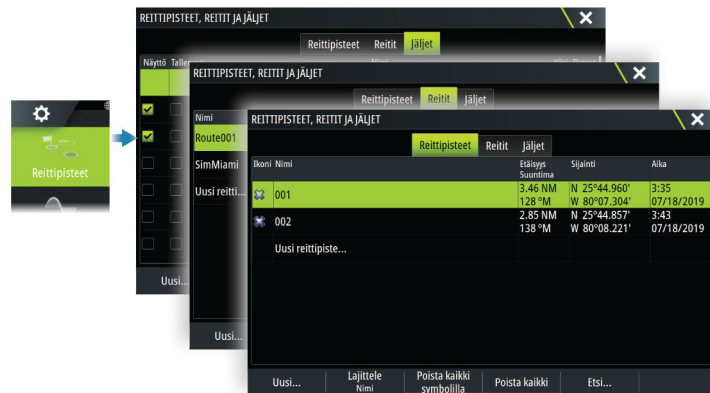 REITTIPISTEET, REITIT JA JÄLJET
Reittipisteet Reitit Jäljet
Näyttö
Uusi...
REITTIPISTEET, REITIT JA JÄLJET
Reittipisteet Reitit Jäljet
Nimi
Route001
SimMiami
Uusi reitti...
Uusi...
Reittipisteet
REITTIPISTEET, REITIT JA JÄLJET
Reittipisteet Reitit Jäljet
Ikoni Nimi Etäisyys Suuntima Sijainti Aika
001 3.46 NM N 25°44.960' 3:35
128 °M W 80°07.304' 07/18/2019
002 2.85 NM N 25°44.857' 3:43
138 °M W 80°08.221' 07/18/2019
Uusi reittipiste...
Uusi... Lajittele Nimi Poista kaikki symbolilla Poista kaikki Etsi...